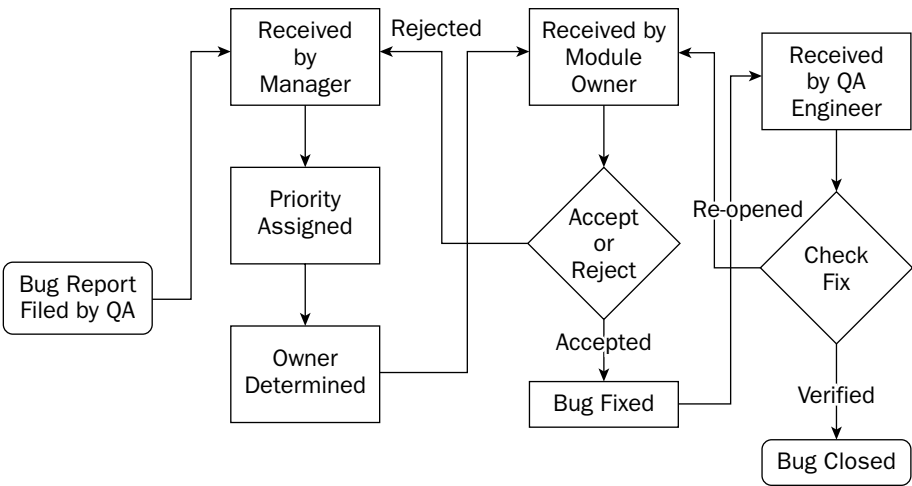 Bug Report
Filed by QA
Received
by
Manager
Rejected
Priority
Assigned
Owner
Determined
Received by
Module
Owner
Accept
or
Reject
Accepted
Bug Fixed
Re-opened
Received
by QA
Engineer
Check
Fix
Verified
Bug Closed